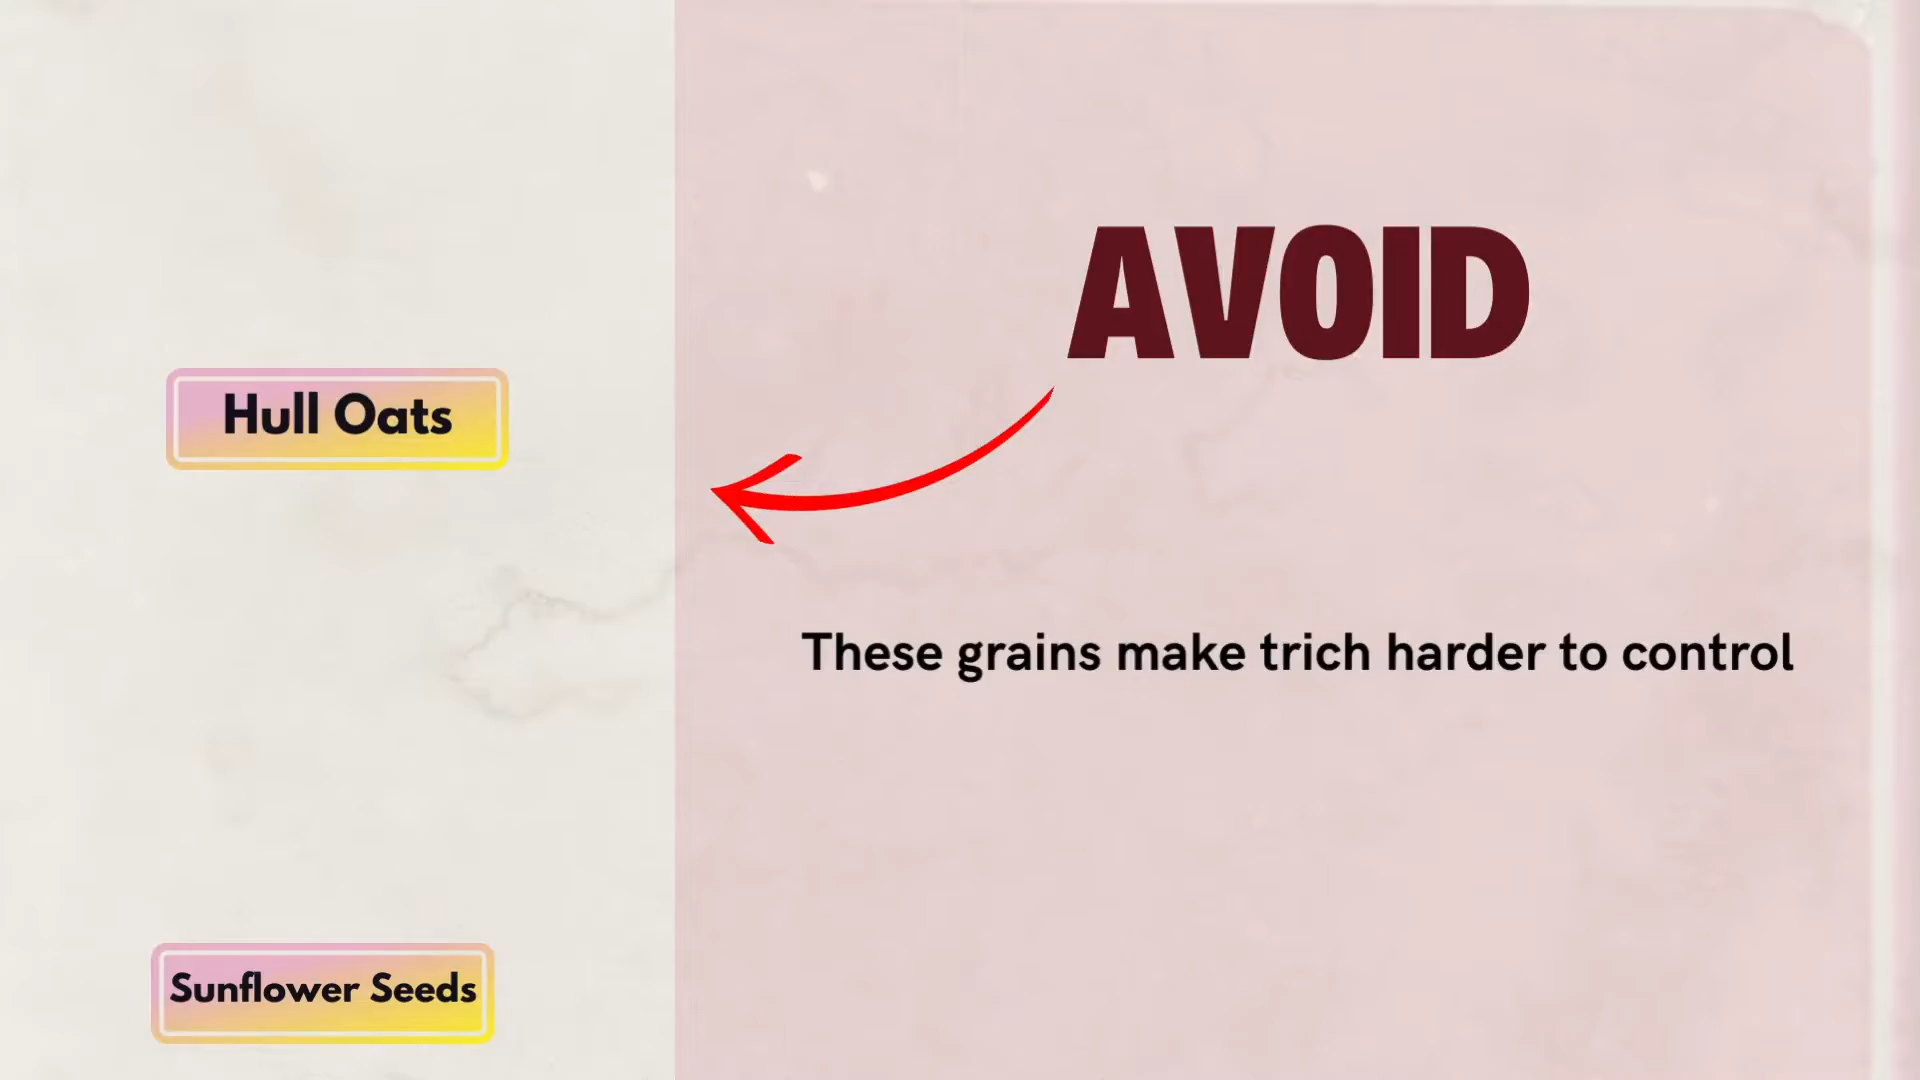 AVOID
Hull Oats
These grains make trich harder to control
Sunflower Seeds